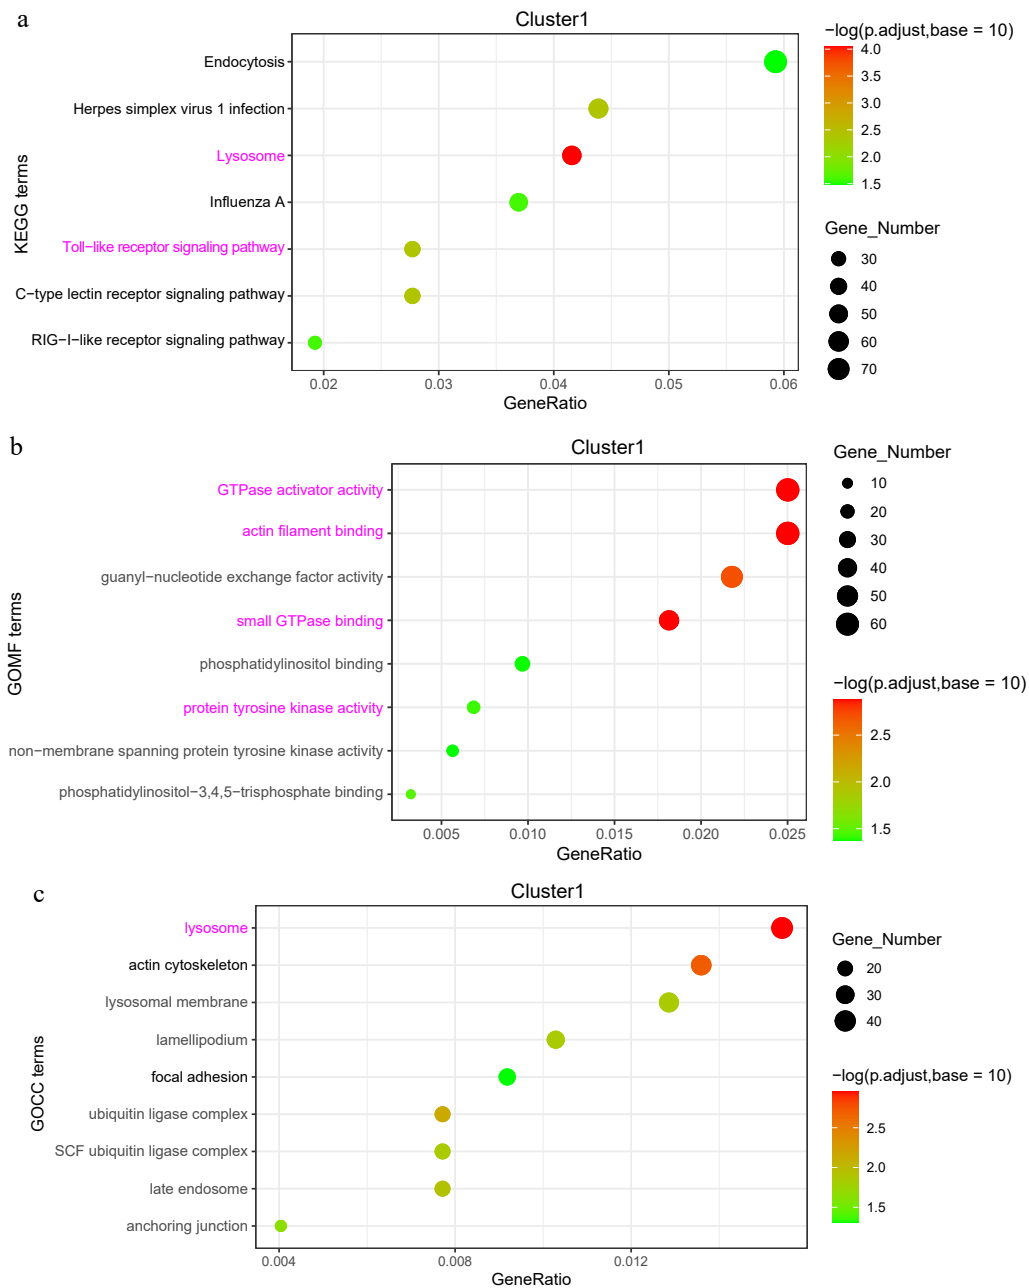 a
Cluster1
KEGG terms
Endocytosis
Herpes simplex virus 1 infection
Lysosome
Influenza A
Toll−like receptor signaling pathway
C−type lectin receptor signaling pathway
RIG−I−like receptor signaling pathway
0.02 0.03 0.04 0.05 0.06
GeneRatio
−log(p.adjust,base = 10)
4.0
3.5
3.0
2.5
2.0
1.5
Gene_Number
30
40
50
60
70
b
Cluster1
GOMF terms
GTPase activator activity
actin filament binding
guanyl−nucleotide exchange factor activity
small GTPase binding
phosphatidylinositol binding
protein tyrosine kinase activity
non−membrane spanning protein tyrosine kinase activity
phosphatidylinositol−3,4,5−trisphosphate binding
0.005 0.010 0.015 0.020 0.025
GeneRatio
Gene_Number
10
20
30
40
50
60
−log(p.adjust,base = 10)
2.5
2.0
1.5
c
Cluster1
GOCC terms
lysosome
actin cytoskeleton
lysosomal membrane
lamellipodium
focal adhesion
ubiquitin ligase complex
SCF ubiquitin ligase complex
late endosome
anchoring junction
0.004 0.008 0.012
GeneRatio
Gene_Number
20
30
40
−log(p.adjust,base = 10)
2.5
2.0
1.5